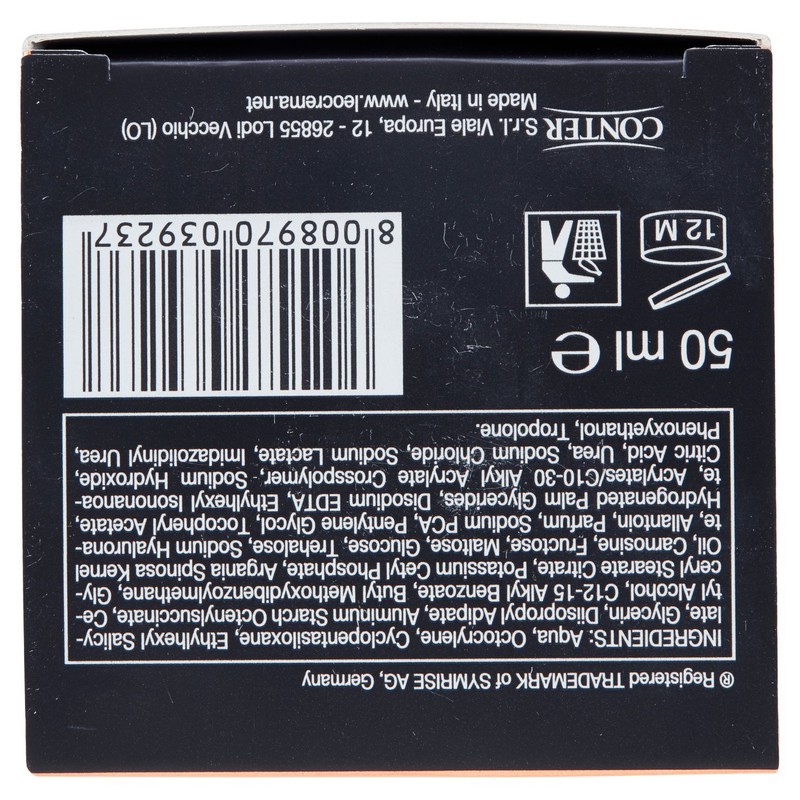 ® Registered TRADEMARK of SYMRISE AG, Germany
INGREDIENTS: Aqua, Octocrylene, Cyclopentasiloxane, Ethylhexyl Salicy-
late, Glycerin, Diisopropyl Adipate, Aluminum Starch Octenylsuccinate, Ce-
tyl Alcohol, C12-15 Alkyl Benzoate, Butyl Methoxydibenzoylmethane, Gly-
ceryl Stearate Citrate, Potassium Cetyl Phosphate, Argania Spinosa Kernel
Oil, Carnosine, Fructose, Maltose, Glucose, Trehalose, Sodium Hyalurona-
te, Allantoin, Parfum, Sodium PCA, Pentylene Glycol, Tocopheryl Acetate,
Hydrogenated Palm Glycerides, Disodium EDTA, Ethylhexyl Isononanoa-
te, Acrylates/C10-30 Alkyl Acrylate Crosspolymer, Sodium Hydroxide,
Citric Acid, Urea, Sodium Chloride, Sodium Lactate, Imidazolidinyl Urea,
Phenoxyethanol, Tropolone.
50 ml e
12 M
8 008970 039237
CONTER S.r.l. Viale Europa, 12 - 26855 Lodi Vecchio (LO)
Made in Italy - www.leocrema.net